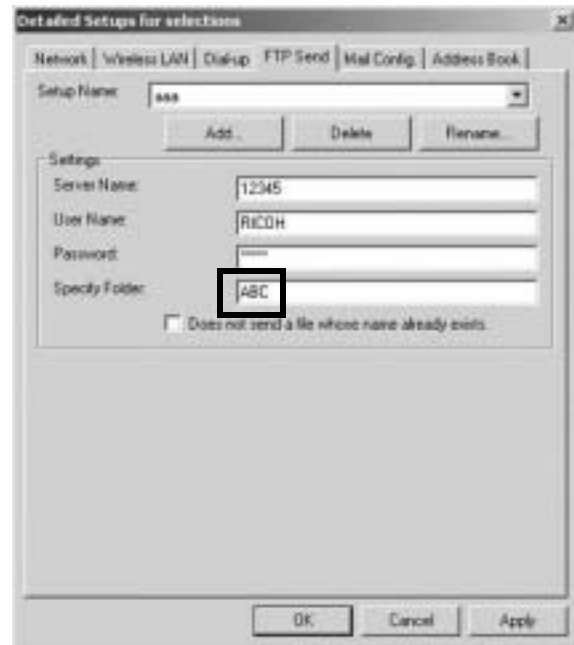 Detailed Setups for selections
Network Wireless LAN Dial-up FTP Send Mail Config. Address Book
Setup Name: aaa
Add... Delete Rename...
Settings
Server Name: 12345
User Name: RICOH
Password: *****
Specify Folder: ABC
Does not send a file whose name already exists.
OK Cancel Apply